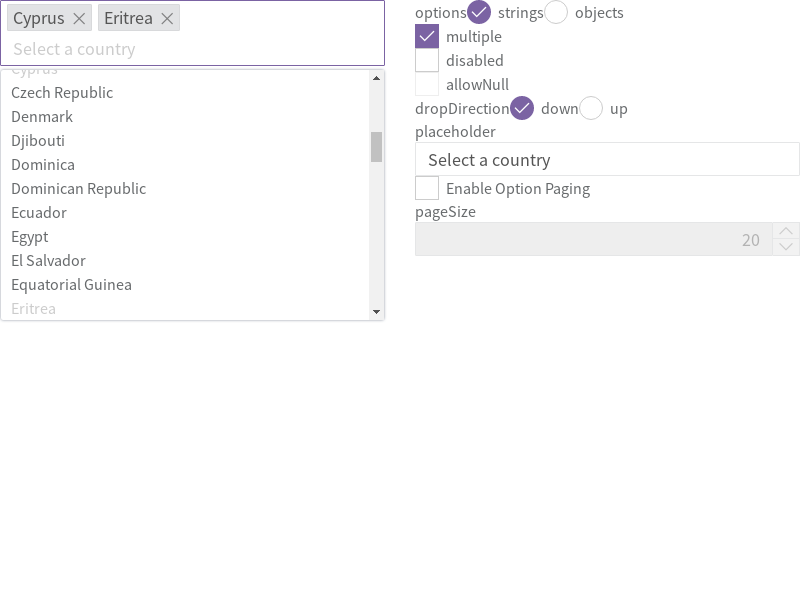 Cyprus
Eritrea
Select a country
Cyprus
Czech Republic
Denmark
Djibouti
Dominica
Dominican Republic
Ecuador
Egypt
El Salvador
Equatorial Guinea
Eritrea
options strings objects
multiple
disabled
allowNull
dropDirection down up
placeholder
Select a country
Enable Option Paging
pageSize
20